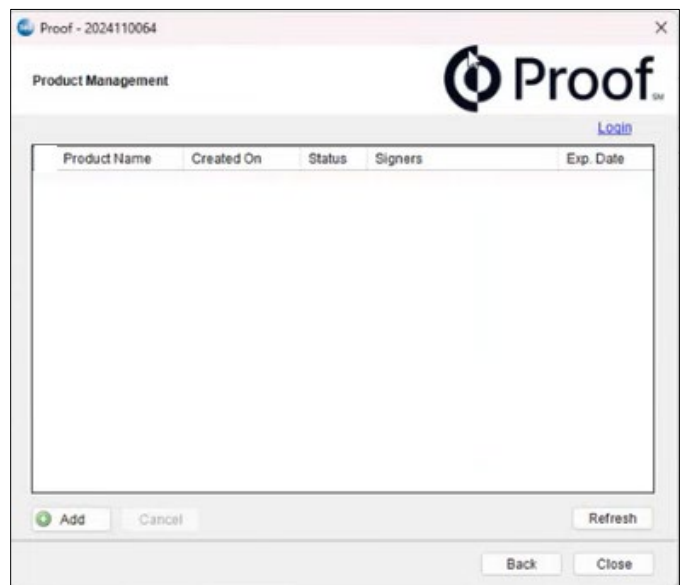 Proof - 2024110064
Product Management
Proof SM
Login
Product Name Created On Status Signers Exp. Date
Add Cancel Refresh
Back Close